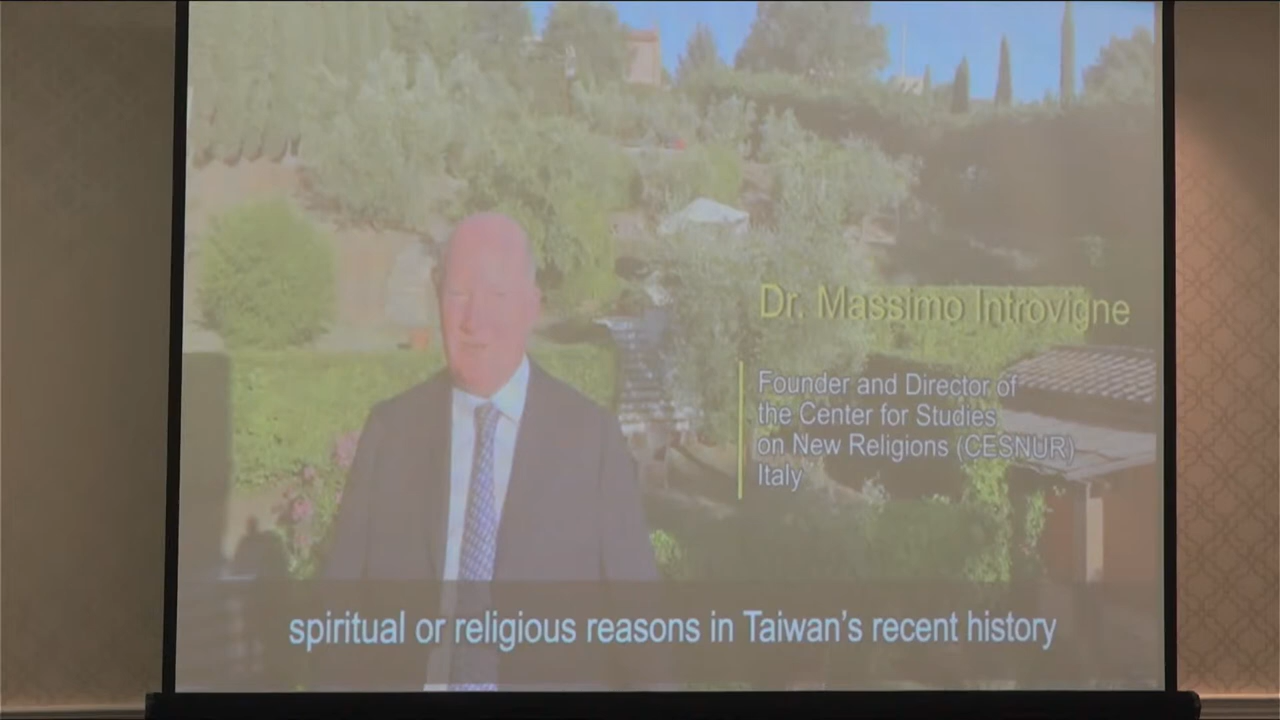 Dr. Massimo Introvigne
Founder and Director of
the Center for Studies
on New Religions (CESNUR)
Italy
spiritual or religious reasons in Taiwan's recent history